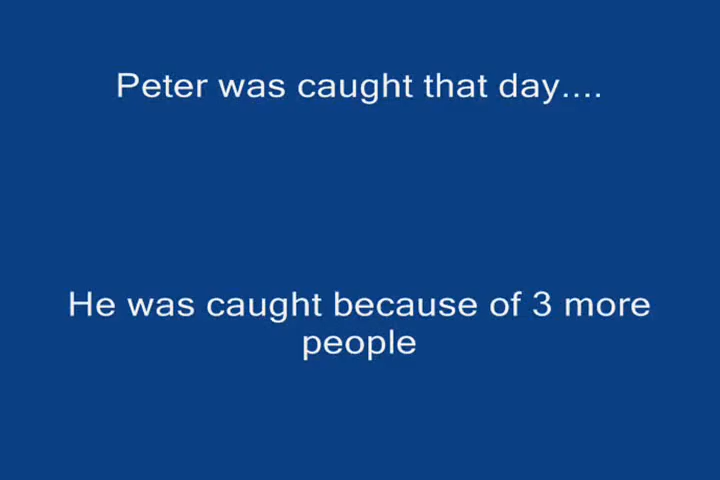 Peter was caught that day....
He was caught because of 3 more
people